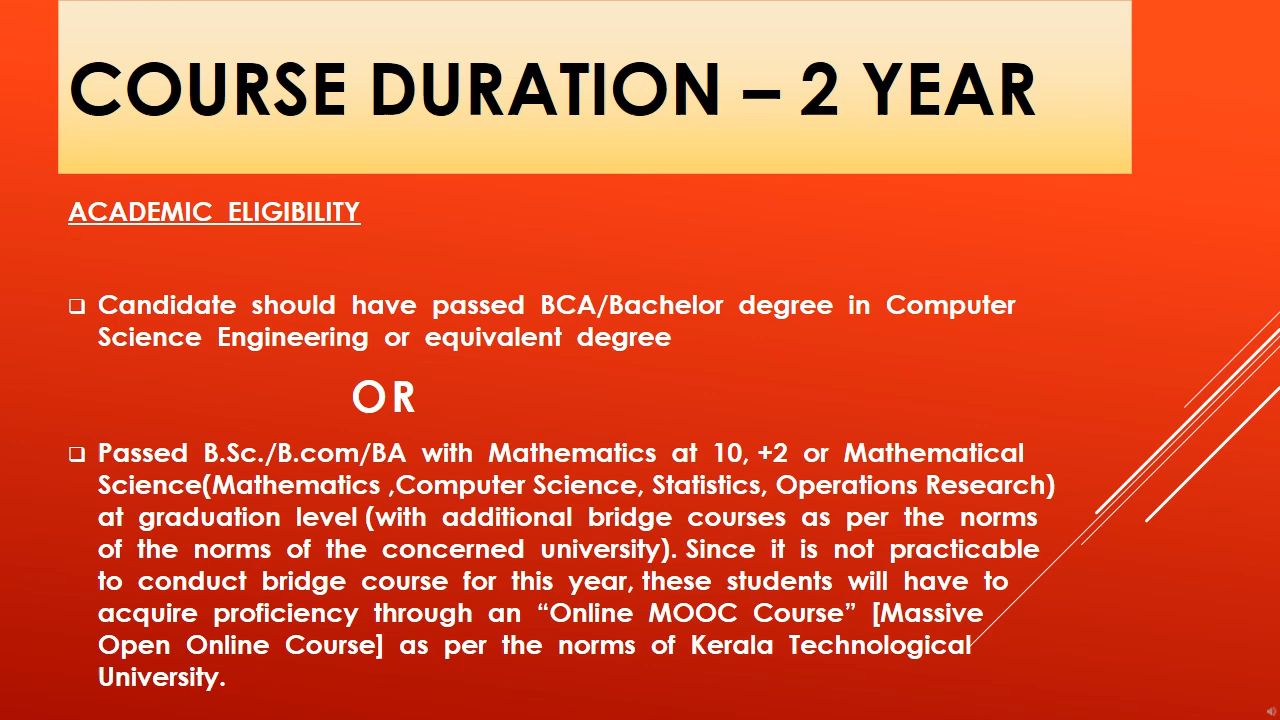 COURSE DURATION – 2 YEAR
ACADEMIC ELIGIBILITY
Candidate should have passed BCA/Bachelor degree in Computer
Science Engineering or equivalent degree
OR
Passed B.Sc./B.com/BA with Mathematics at 10, +2 or Mathematical
Science(Mathematics ,Computer Science, Statistics, Operations Research)
at graduation level (with additional bridge courses as per the norms
of the norms of the concerned university). Since it is not practicable
to conduct bridge course for this year, these students will have to
acquire proficiency through an “Online MOOC Course” [Massive
Open Online Course] as per the norms of Kerala Technological
University.